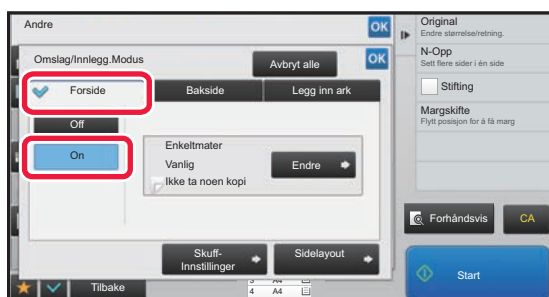 Andre
OK
Omslag/Innlegg.Modus
Avbryt alle
OK
Forside
Bakside
Legg inn ark
Off
On
Enkeltmater
Vanlig
Ikke ta noen kopi
Endre
Skuff-
Innstillinger
Sidelayout
Tilbake
4 A4
Original
Endre størrelse/retning.
N-Opp
Sett flere sider i én side
Stifting
Margskifte
Flytt posisjon for å få marg
Forhåndsvis
CA
Start